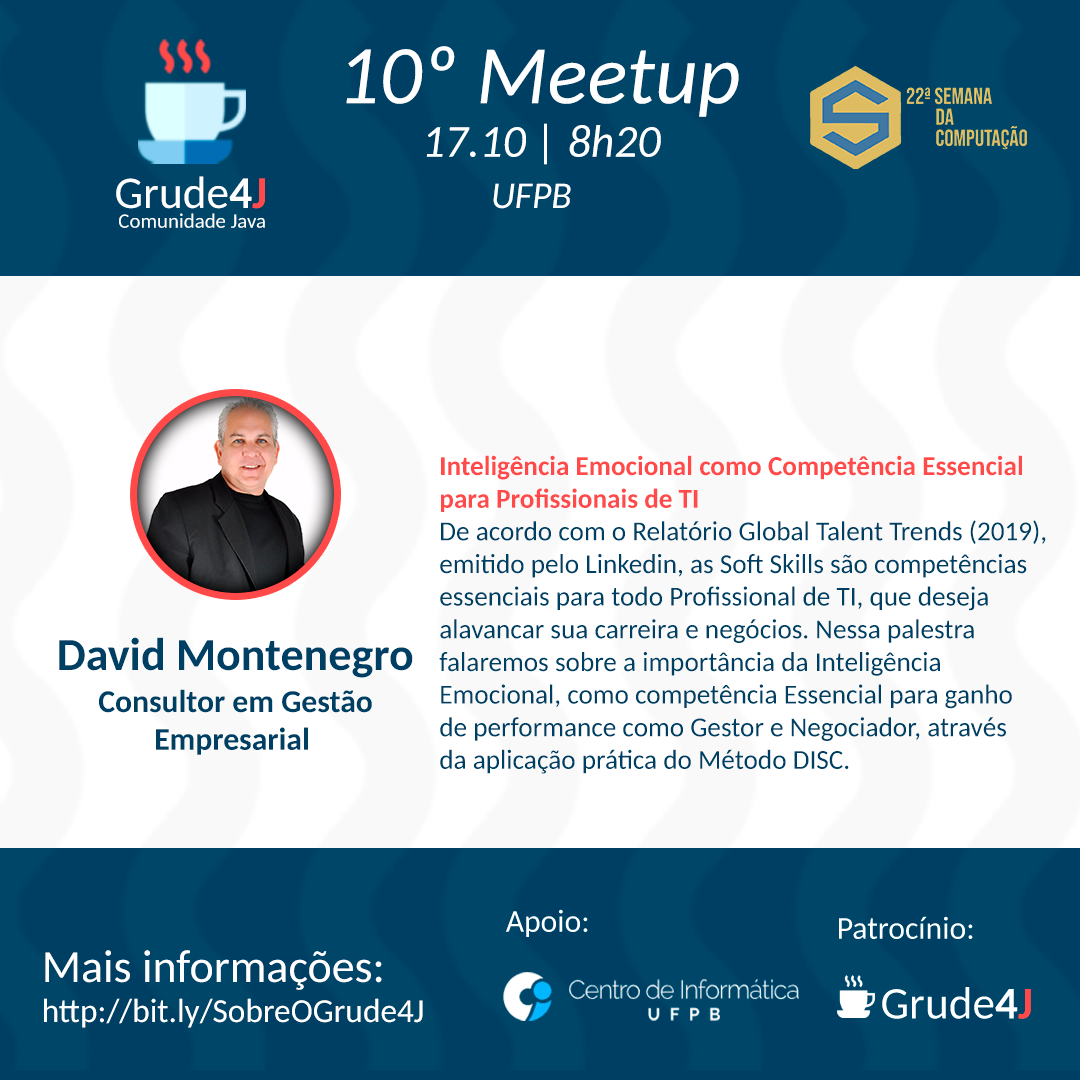 10º Meetup
17.10 | 8h20
UFPB
Grude4J
Comunidade Java
22ª SEMANA
DA
COMPUTAÇÃO
David Montenegro
Consultor em Gestão
Empresarial
Inteligência Emocional como Competência Essencial
para Profissionais de TI
De acordo com o Relatório Global Talent Trends (2019),
emitido pelo Linkedin, as Soft Skills são competências
essenciais para todo Profissional de TI, que deseja
alavancar sua carreira e negócios. Nessa palestra
falaremos sobre a importância da Inteligência
Emocional, como competência Essencial para ganho
de performance como Gestor e Negociador, através
da aplicação prática do Método DISC.
Mais informações:
http://bit.ly/SobreOGrude4J
Apoio:
Centro de Informática
UFPB
Patrocínio:
Grude4J